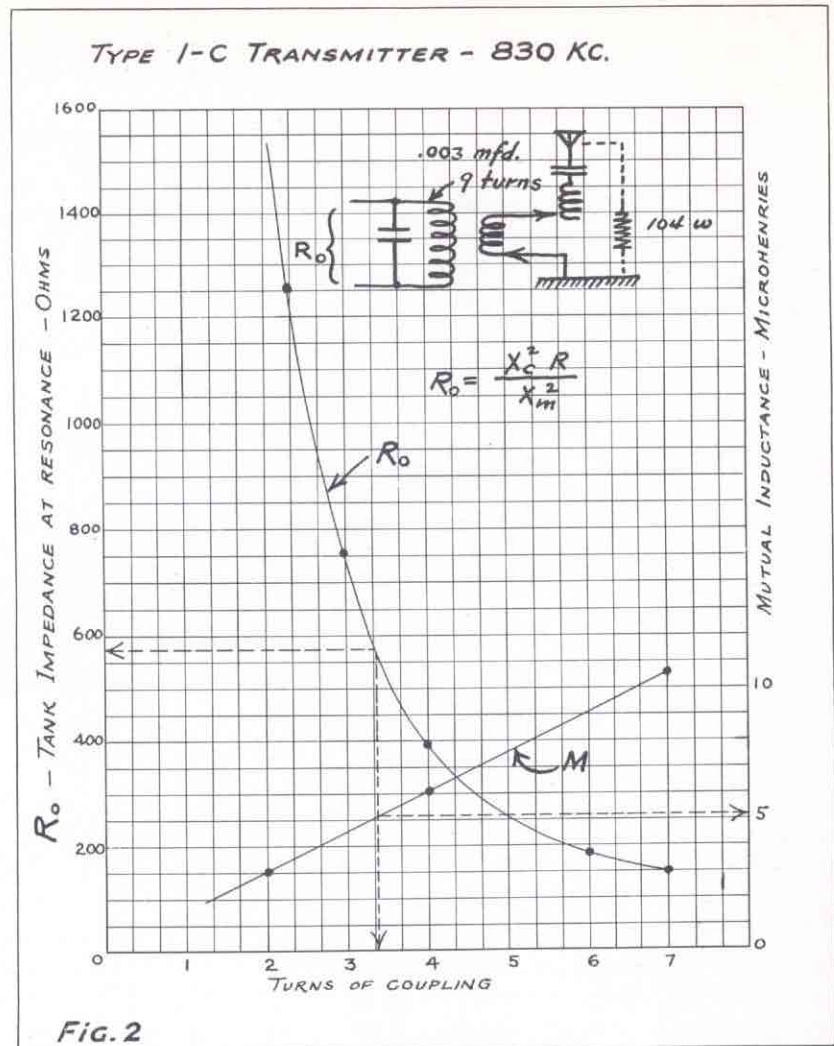 TYPE 1-C TRANSMITTER - 830 KC.
1600
1400
1200
1000
800
600
400
200
0
R₀ - TANK IMPEDANCE AT RESONANCE - OHMS
.003 mfd.
9 turns
R₀
104 ω
R₀ = X_c² R / X_m²
R₀
M
10
5
0
MUTUAL INDUCTANCE - MICROHENRIES
1 2 3 4 5 6 7
TURNS OF COUPLING
FIG. 2